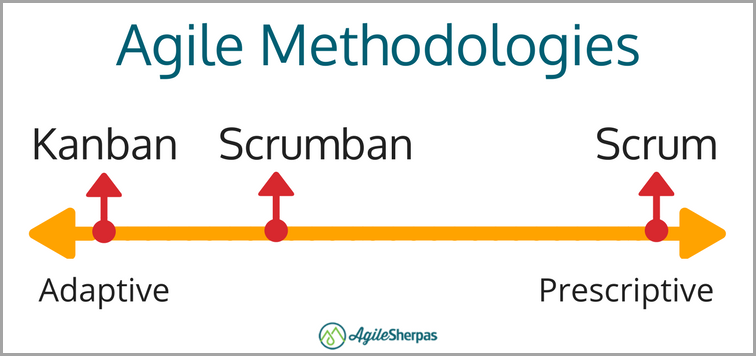 Agile Methodologies
Kanban Scrumban Scrum
Adaptive Prescriptive
AgileSherpas